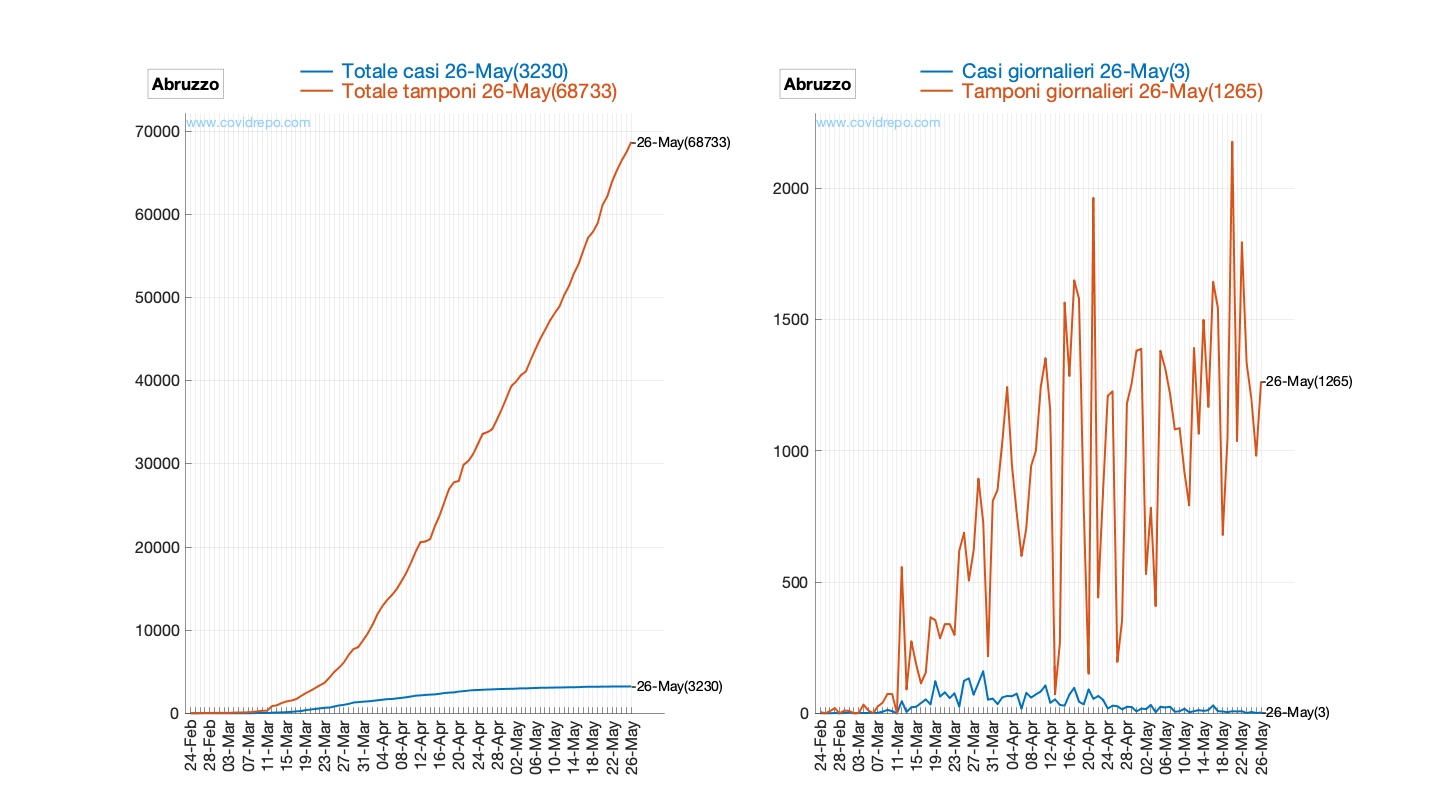 Abruzzo
Totale casi 26-May(3230)
Totale tamponi 26-May(68733)
www.covidrepo.com
70000
60000
50000
40000
30000
20000
10000
0
26-May(68733)
26-May(3230)
24-Feb
28-Feb
03-Mar
07-Mar
11-Mar
15-Mar
19-Mar
23-Mar
27-Mar
31-Mar
04-Apr
08-Apr
12-Apr
16-Apr
20-Apr
24-Apr
28-Apr
02-May
06-May
10-May
14-May
18-May
22-May
26-May
Abruzzo
Casi giornalieri 26-May(3)
Tamponi giornalieri 26-May(1265)
www.covidrepo.com
2000
1500
1000
500
0
26-May(1265)
26-May(3)
24-Feb
28-Feb
03-Mar
07-Mar
11-Mar
15-Mar
19-Mar
23-Mar
27-Mar
31-Mar
04-Apr
08-Apr
12-Apr
16-Apr
20-Apr
24-Apr
28-Apr
02-May
06-May
10-May
14-May
18-May
22-May
26-May